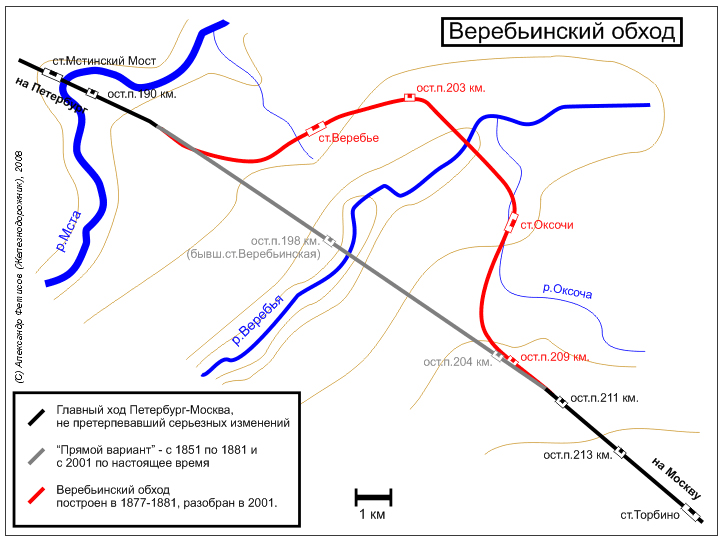 Веребьинский обход
ст.Мстинский Мост
на Петербург
ост.п.190 км.
ост.п.203 км.
ст.Веребье
р.Мста
ост.п.198 км.
(бывш.ст.Веребьинская)
ст.Оксочи
р.Оксоча
р.Веребья
ост.п.204 км.
ост.п.209 км.
ост.п.211 км.
ост.п.213 км.
на Москву
ст.Торбино
(С) Александр Фетисов (Железнодорожник), 2008
Главный ход Петербург-Москва,
не претерпевавший серьезных изменений
“Прямой вариант” - с 1851 по 1881 и
с 2001 по настоящее время
Веребьинский обход
построен в 1877-1881, разобран в 2001.
1 км